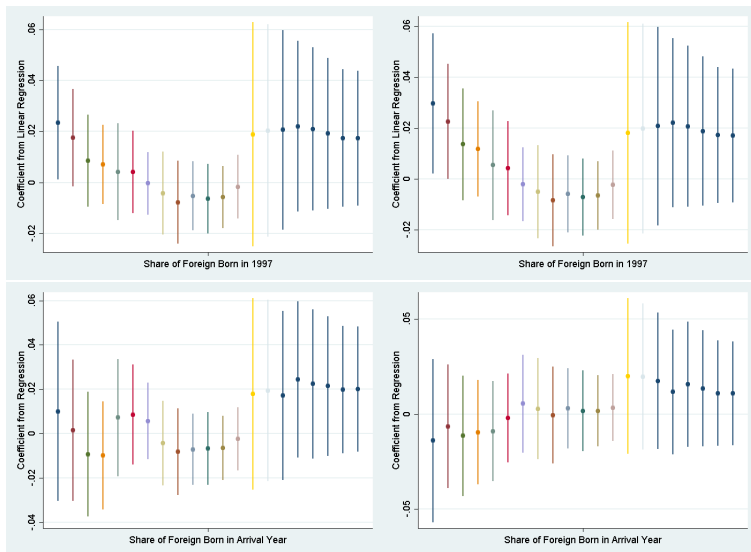 Coefficient from Linear Regression
.06
.04
.02
0
-.02
Share of Foreign Born in 1997
Coefficient from Linear Regression
.06
.04
.02
0
-.02
Share of Foreign Born in 1997
Coefficient from Regression
.06
.04
.02
0
-.02
-.04
Share of Foreign Born in Arrival Year
Coefficient from Regression
.05
0
-.05
Share of Foreign Born in Arrival Year